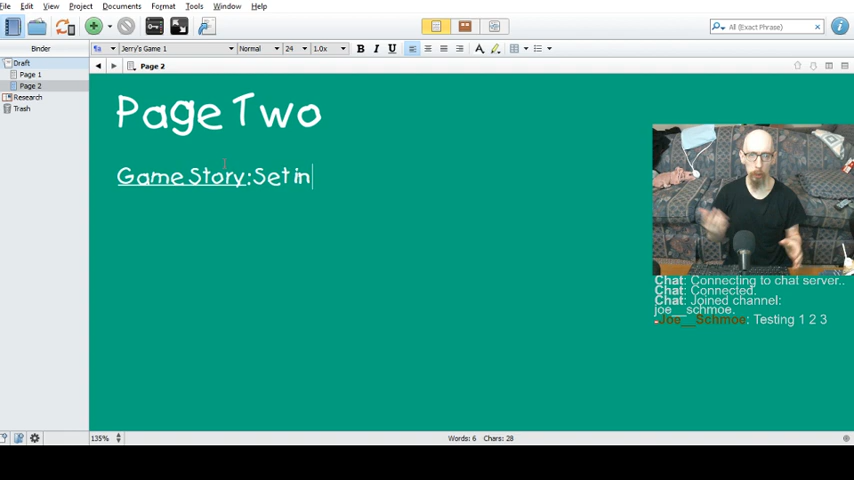 File Edit View Project Documents Format Tools Window Help
All (Exact Phrase)
Binder
Jerry's Game 1
Normal
24
1.0x
B I U
A
Draft
Page 1
Page 2
Research
Trash
Page 2
Page Two
Game Story: Set in
Chat: Connecting to chat server..
Chat: Connected.
Chat: Joined channel:
joe__schmoe.
Joe__Schmoe: Testing 1 2 3
135%
Words: 6 Chars: 28